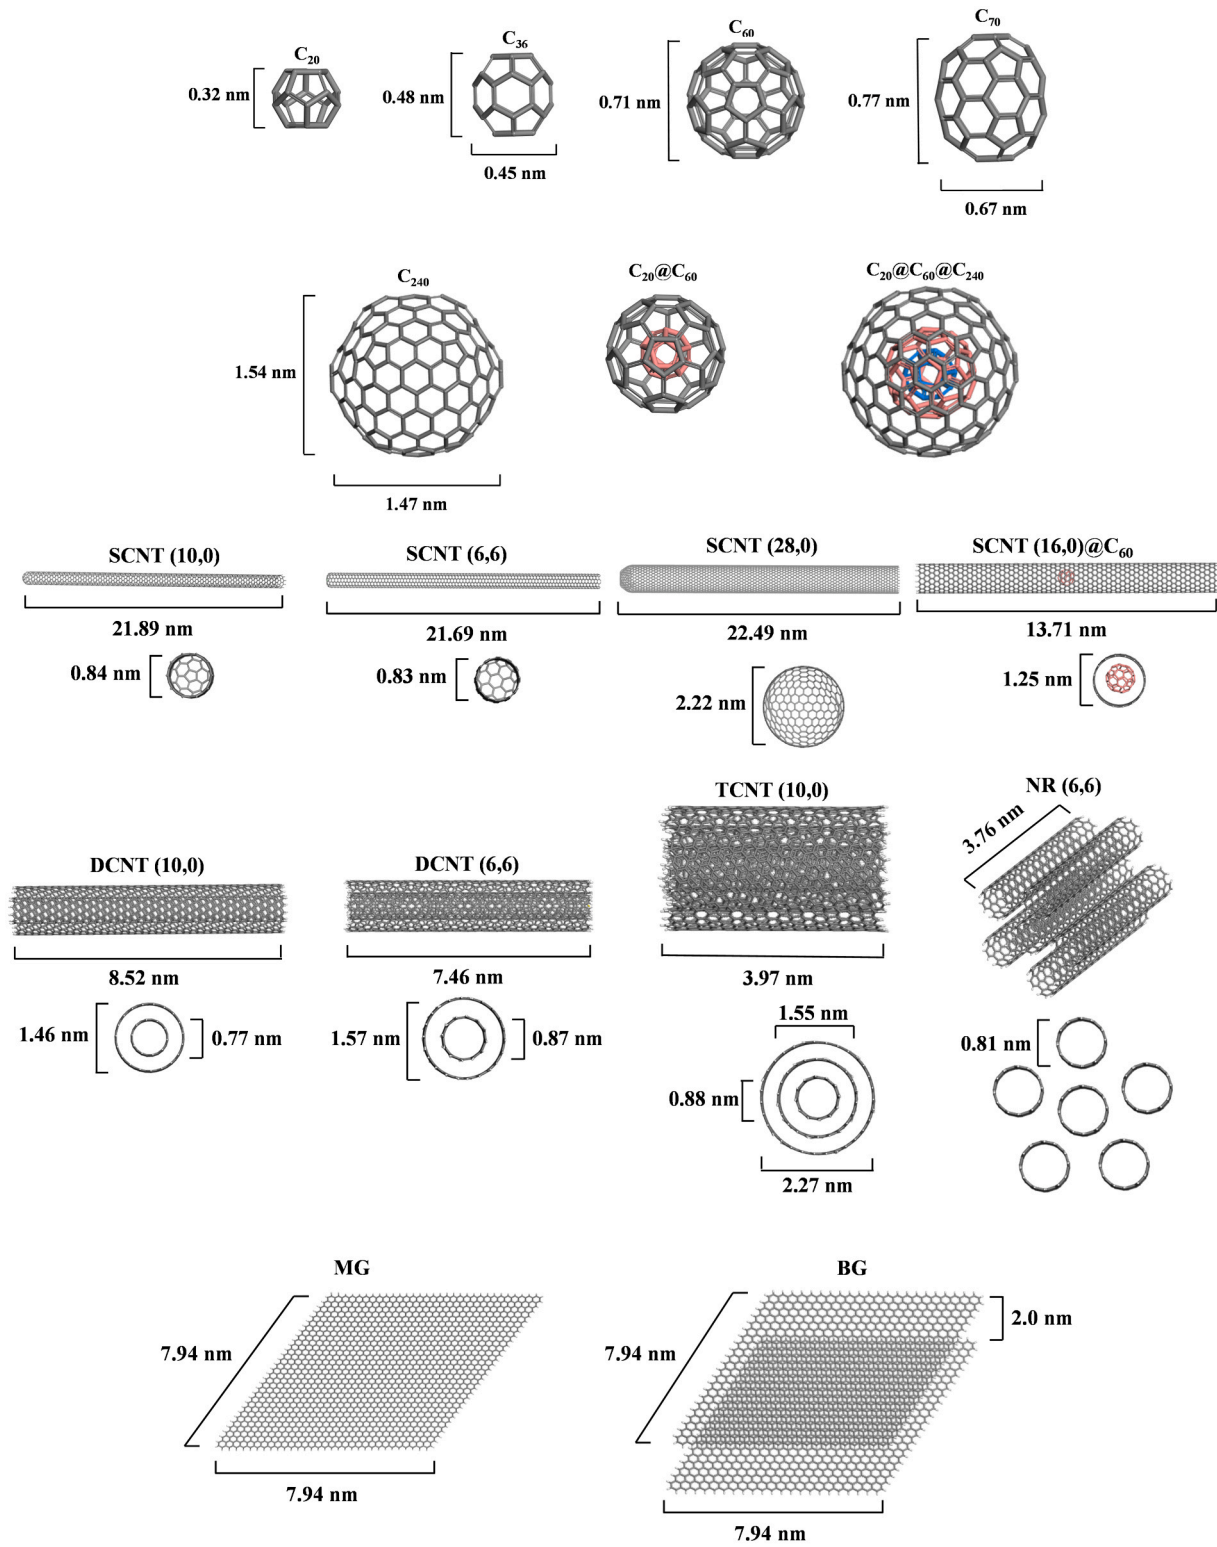 C₂₀
C₃₆
C₆₀
C₇₀
0.32 nm
0.48 nm
0.71 nm
0.77 nm
0.45 nm
0.67 nm
C₂₄₀
C₂₀@C₆₀
C₂₀@C₆₀@C₂₄₀
1.54 nm
1.47 nm
SCNT (10,0)
SCNT (6,6)
SCNT (28,0)
SCNT (16,0)@C₆₀
21.89 nm
21.69 nm
22.49 nm
13.71 nm
0.84 nm
0.83 nm
2.22 nm
1.25 nm
DCNT (10,0)
DCNT (6,6)
TCNT (10,0)
NR (6,6)
3.76 nm
8.52 nm
7.46 nm
3.97 nm
1.46 nm
0.77 nm
1.57 nm
0.87 nm
1.55 nm
0.88 nm
2.27 nm
0.81 nm
MG
BG
7.94 nm
7.94 nm
2.0 nm
7.94 nm
7.94 nm